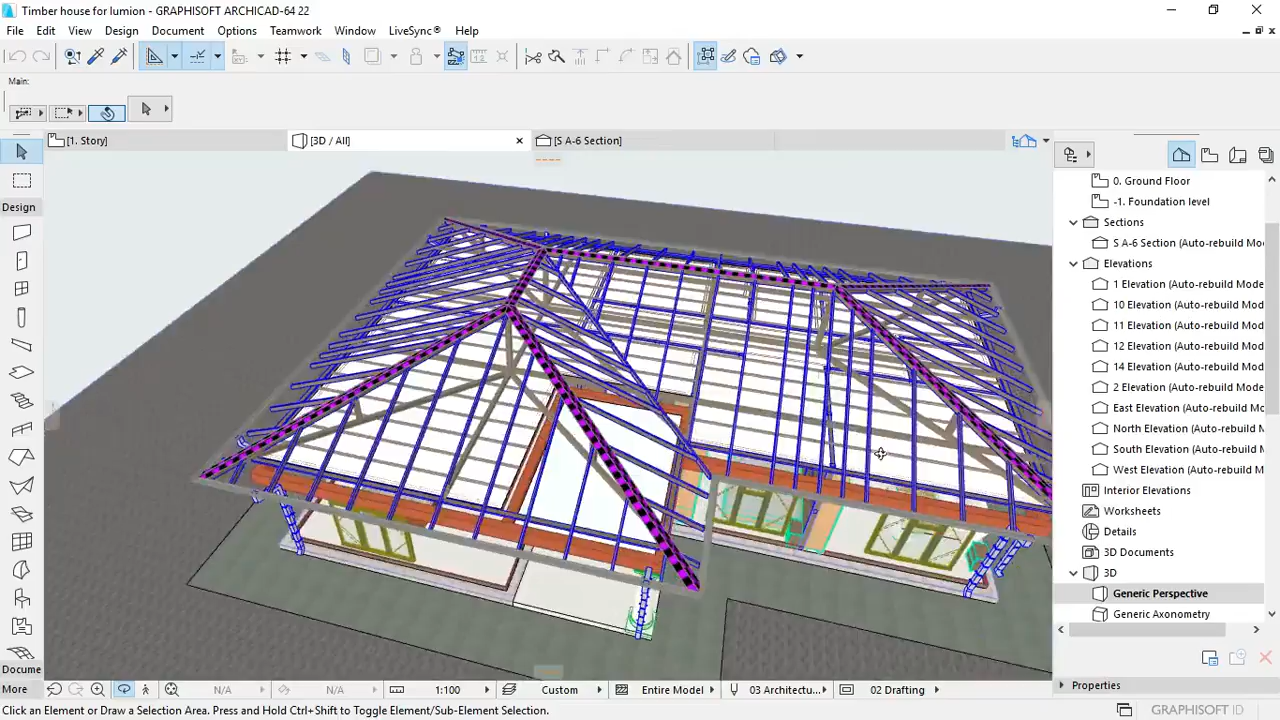 Timber house for lumion - GRAPHISOFT ARCHICAD-64 22
File Edit View Design Document Options Teamwork Window LiveSync® Help
Main:
[1. Story] [3D / All] [S A-6 Section]
Design
0. Ground Floor
-1. Foundation level
Sections
S A-6 Section (Auto-rebuild Mo
Elevations
1 Elevation (Auto-rebuild Mode
10 Elevation (Auto-rebuild Mod
11 Elevation (Auto-rebuild Mod
12 Elevation (Auto-rebuild Mod
14 Elevation (Auto-rebuild Mod
2 Elevation (Auto-rebuild Mode
East Elevation (Auto-rebuild Mo
North Elevation (Auto-rebuild M
South Elevation (Auto-rebuild M
West Elevation (Auto-rebuild M
Interior Elevations
Worksheets
Details
3D Documents
3D
Generic Perspective
Generic Axonometry
Docume
More N/A N/A 1:100 Custom Entire Model 03 Architectu... 02 Drafting Properties
Click an Element or Draw a Selection Area. Press and Hold Ctrl+Shift to Toggle Element/Sub-Element Selection. GRAPHISOFT ID